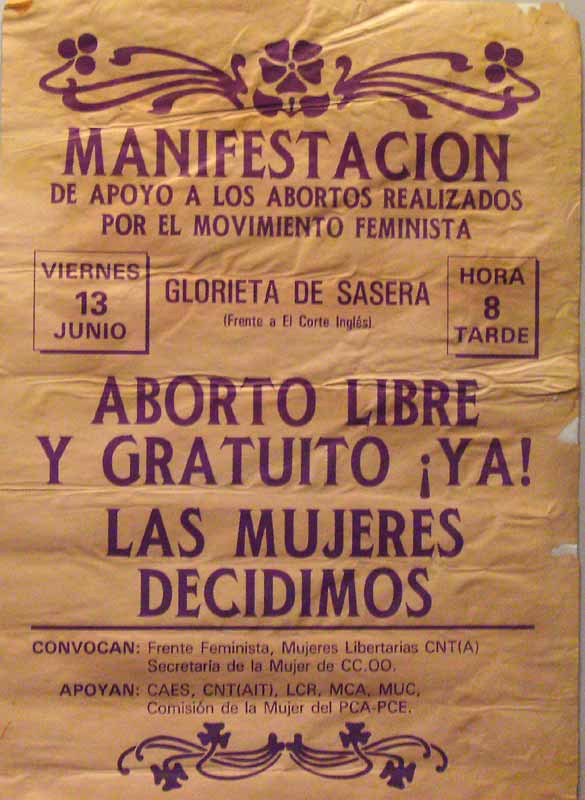 MANIFESTACION
DE APOYO A LOS ABORTOS REALIZADOS
POR EL MOVIMIENTO FEMINISTA
VIERNES
13
JUNIO
GLORIETA DE SASERA
(Frente a El Corte Inglés)
HORA
8
TARDE
ABORTO LIBRE
Y GRATUITO ¡YA!
LAS MUJERES
DECIDIMOS
CONVOCAN: Frente Feminista, Mujeres Libertarias CNT(A)
Secretaría de la Mujer de CC.OO.
APOYAN: CAES, CNT(AIT), LCR, MCA, MUC,
Comisión de la Mujer del PCA-PCE.